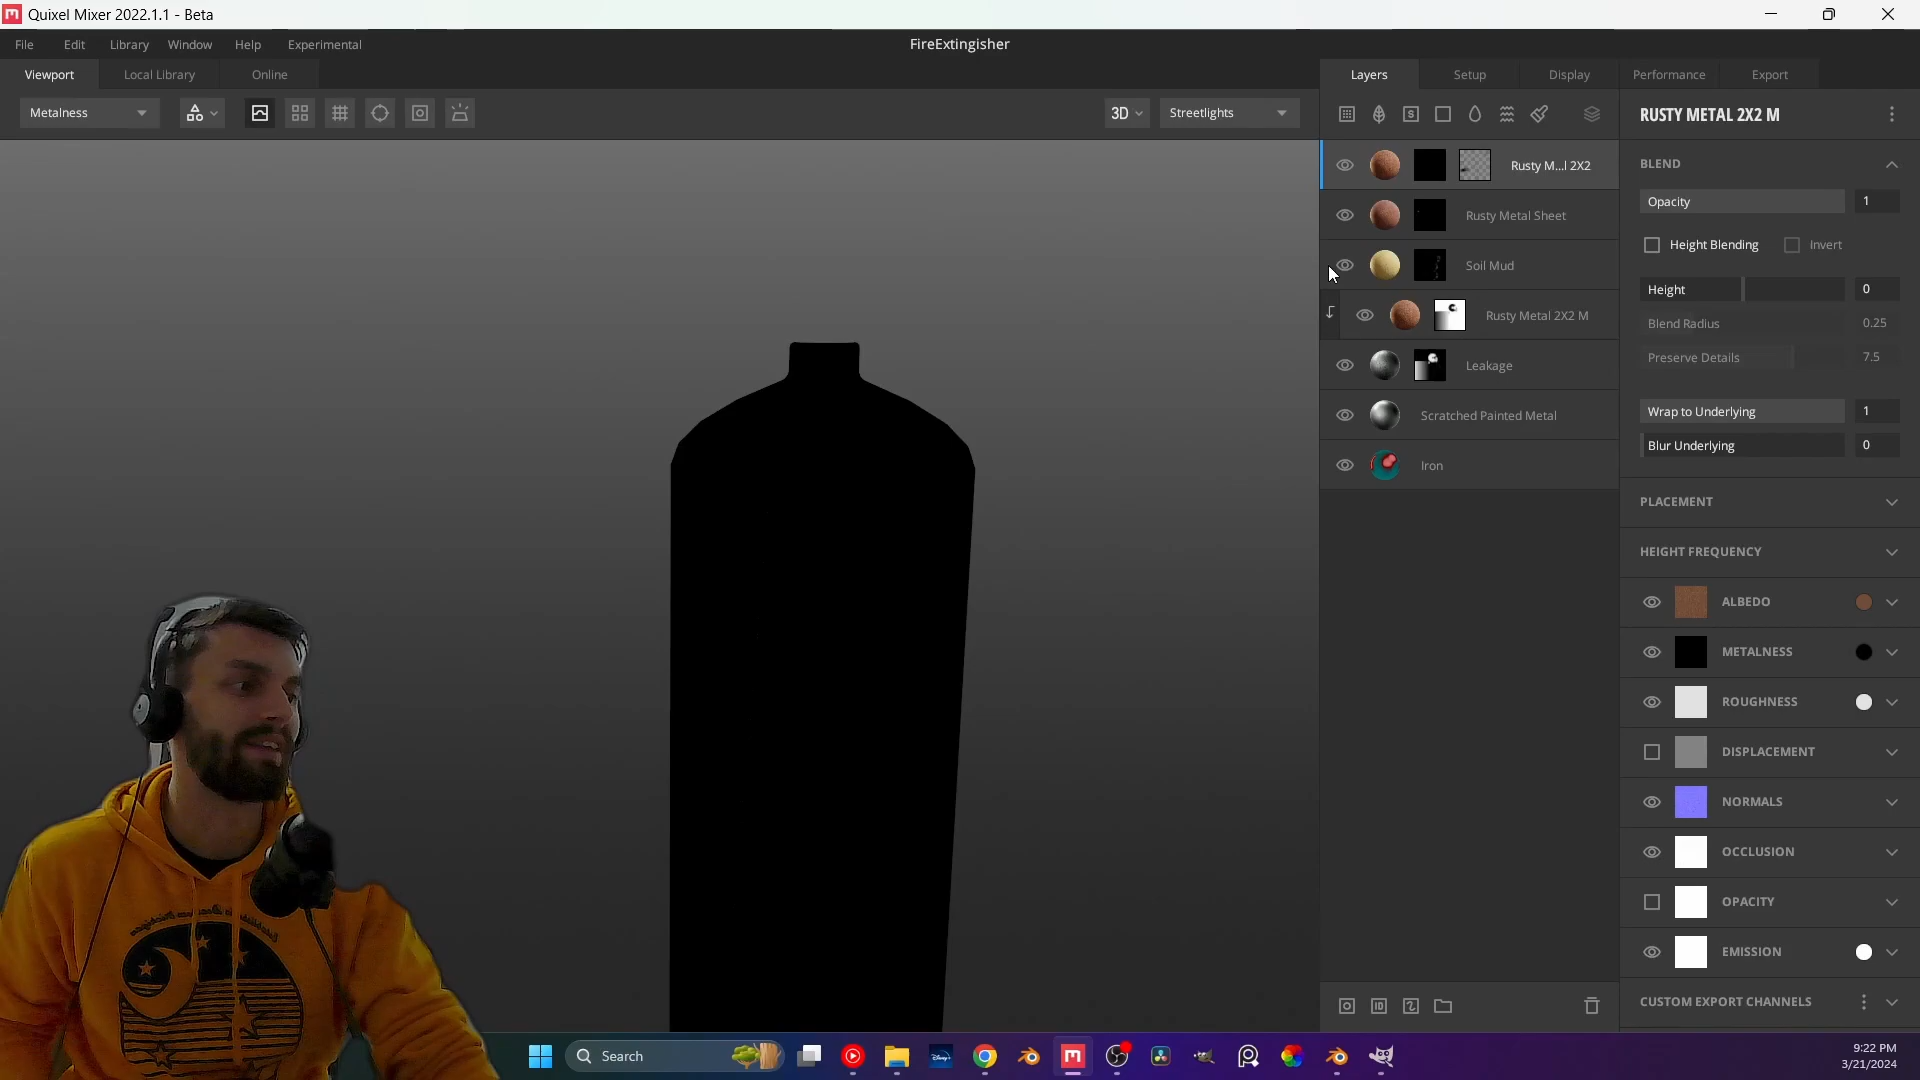 Quixel Mixer 2022.1.1 - Beta
File Edit Library Window Help Experimental
FireExtingisher
Viewport Local Library Online
Layers Setup Display Performance Export
Metalness
3D
Streetlights
Rusty M...l 2X2
Rusty Metal Sheet
Soil Mud
Rusty Metal 2X2 M
Leakage
Scratched Painted Metal
Iron
RUSTY METAL 2X2 M
BLEND
Opacity 1
Height Blending Invert
Height 0
Blend Radius 0.25
Preserve Details 7.5
Wrap to Underlying 1
Blur Underlying 0
PLACEMENT
HEIGHT FREQUENCY
ALBEDO
METALNESS
ROUGHNESS
DISPLACEMENT
NORMALS
OCCLUSION
OPACITY
EMISSION
CUSTOM EXPORT CHANNELS
Search
9:22 PM
3/21/2024